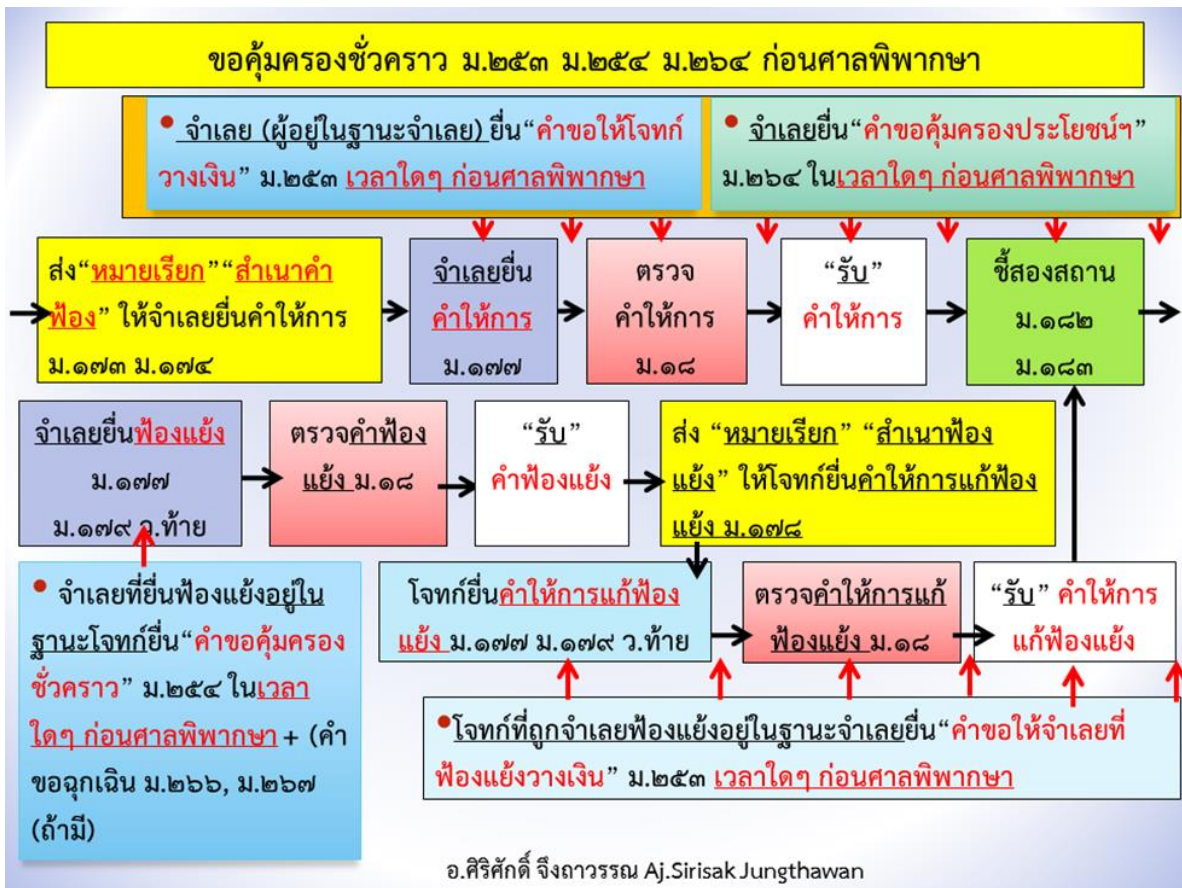 ขอคุ้มครองชั่วคราว ม.๒๕๓ ม.๒๕๔ ม.๒๖๔ ก่อนศาลพิพากษา
• จำเลย (ผู้อยู่ในฐานะจำเลย) ยื่น“คำขอให้โจทก์
วางเงิน” ม.๒๕๓ เวลาใดๆ ก่อนศาลพิพากษา
• จำเลยยื่น“คำขอคุ้มครองประโยชน์ฯ”
ม.๒๖๔ ในเวลาใดๆ ก่อนศาลพิพากษา
ส่ง“หมายเรียก”“สำเนาคำ
ฟ้อง” ให้จำเลยยื่นคำให้การ
ม.๑๗๓ ม.๑๗๔
จำเลยยื่น
คำให้การ
ม.๑๗๗
ตรวจ
คำให้การ
ม.๑๘
“รับ”
คำให้การ
ชี้สองสถาน
ม.๑๘๒
ม.๑๘๓
จำเลยยื่นฟ้องแย้ง
ม.๑๗๗
ม.๑๗๙ ว.ท้าย
ตรวจคำฟ้อง
แย้ง ม.๑๘
“รับ”
คำฟ้องแย้ง
ส่ง “หมายเรียก” “สำเนาฟ้อง
แย้ง” ให้โจทก์ยื่นคำให้การแก้ฟ้อง
แย้ง ม.๑๗๘
• จำเลยที่ยื่นฟ้องแย้งอยู่ใน
ฐานะโจทก์ยื่น“คำขอคุ้มครอง
ชั่วคราว” ม.๒๕๔ ในเวลา
ใดๆ ก่อนศาลพิพากษา + (คำ
ขอฉุกเฉิน ม.๒๖๖, ม.๒๖๗
(ถ้ามี)
โจทก์ยื่นคำให้การแก้ฟ้อง
แย้ง ม.๑๗๗ ม.๑๗๙ ว.ท้าย
ตรวจคำให้การแก้
ฟ้องแย้ง ม.๑๘
“รับ” คำให้การ
แก้ฟ้องแย้ง
•โจทก์ที่ถูกจำเลยฟ้องแย้งอยู่ในฐานะจำเลยยื่น“คำขอให้จำเลยที่
ฟ้องแย้งวางเงิน” ม.๒๕๓ เวลาใดๆ ก่อนศาลพิพากษา
อ.ศิริศักดิ์ จึงถาวรรณ Aj.Sirisak Jungthawan